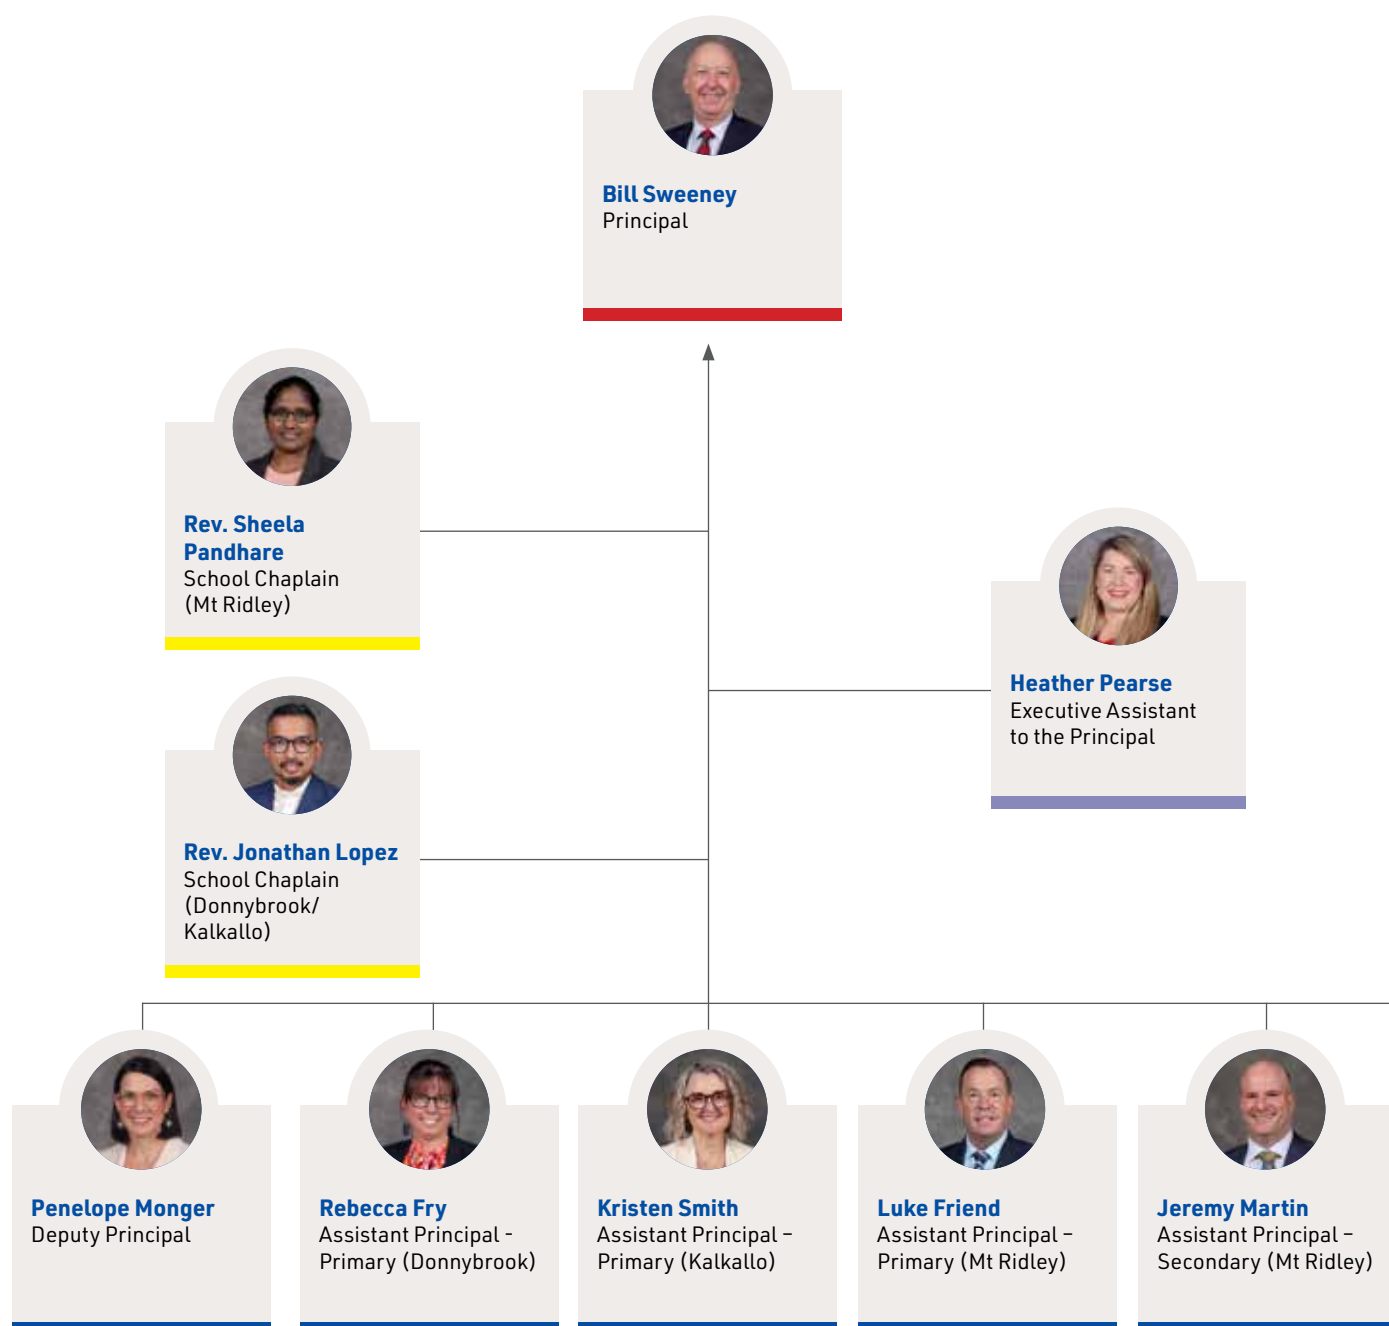 Bill Sweeney
Principal
Rev. Sheela
Pandhare
School Chaplain
(Mt Ridley)
Heather Pearse
Executive Assistant
to the Principal
Rev. Jonathan Lopez
School Chaplain
(Donnybrook/
Kalkallo)
Penelope Monger
Deputy Principal
Rebecca Fry
Assistant Principal -
Primary (Donnybrook)
Kristen Smith
Assistant Principal –
Primary (Kalkallo)
Luke Friend
Assistant Principal –
Primary (Mt Ridley)
Jeremy Martin
Assistant Principal –
Secondary (Mt Ridley)